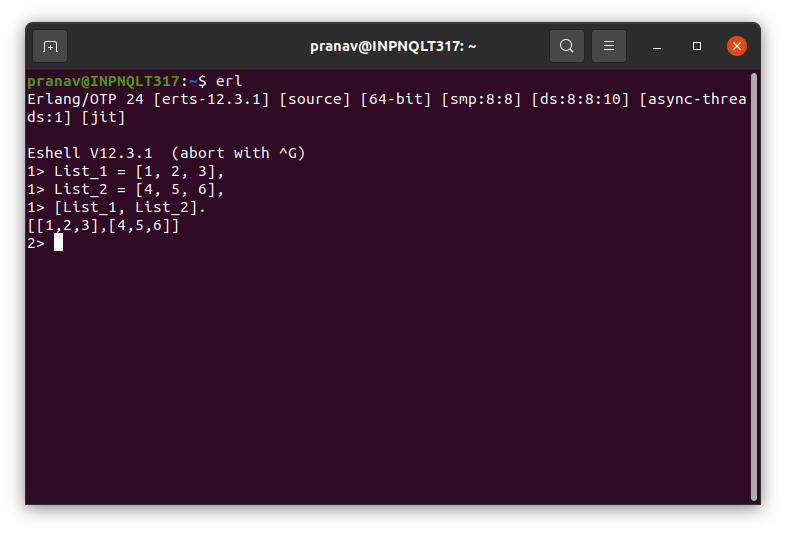 pranav@INPNQLT317: ~
pranav@INPNQLT317:~$ erl
Erlang/OTP 24 [erts-12.3.1] [source] [64-bit] [smp:8:8] [ds:8:8:10] [async-threa
ds:1] [jit]
Eshell V12.3.1  (abort with ^G)
1> List_1 = [1, 2, 3],
1> List_2 = [4, 5, 6],
1> [List_1, List_2].
[[1,2,3],[4,5,6]]
2>